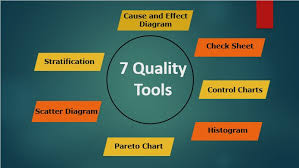 Cause and Effect
Diagram
Check Sheet
Stratification
7 Quality
Tools
Control Charts
Scatter Diagram
Histogram
Pareto Chart